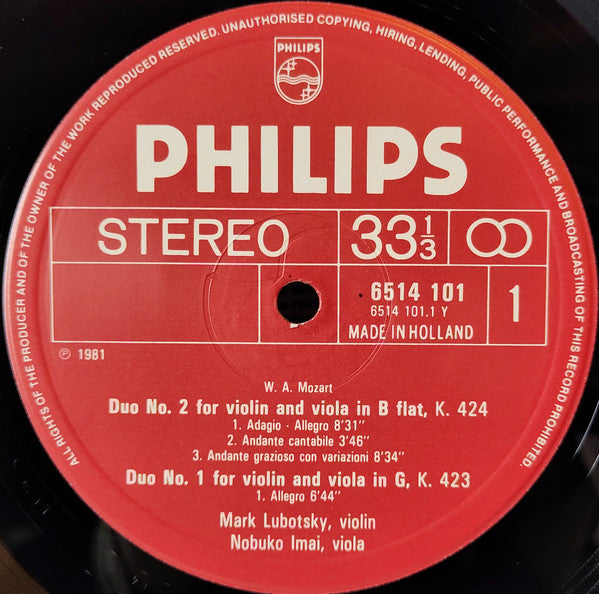 ALL RIGHTS OF THE PRODUCER AND OF THE OWNER OF THE WORK REPRODUCED RESERVED. UNAUTHORISED COPYING, HIRING, LENDING, PUBLIC PERFORMANCE AND BROADCASTING OF THIS RECORD PROHIBITED.
PHILIPS
PHILIPS
STEREO
33 1/3
6514 101
6514 101.1 Y
MADE IN HOLLAND
1
℗ 1981
W. A. Mozart
Duo No. 2 for violin and viola in B flat, K. 424
1. Adagio - Allegro 8'31"
2. Andante cantabile 3'46"
3. Andante grazioso con variazioni 8'34"
Duo No. 1 for violin and viola in G, K. 423
1. Allegro 6'44"
Mark Lubotsky, violin
Nobuko Imai, viola